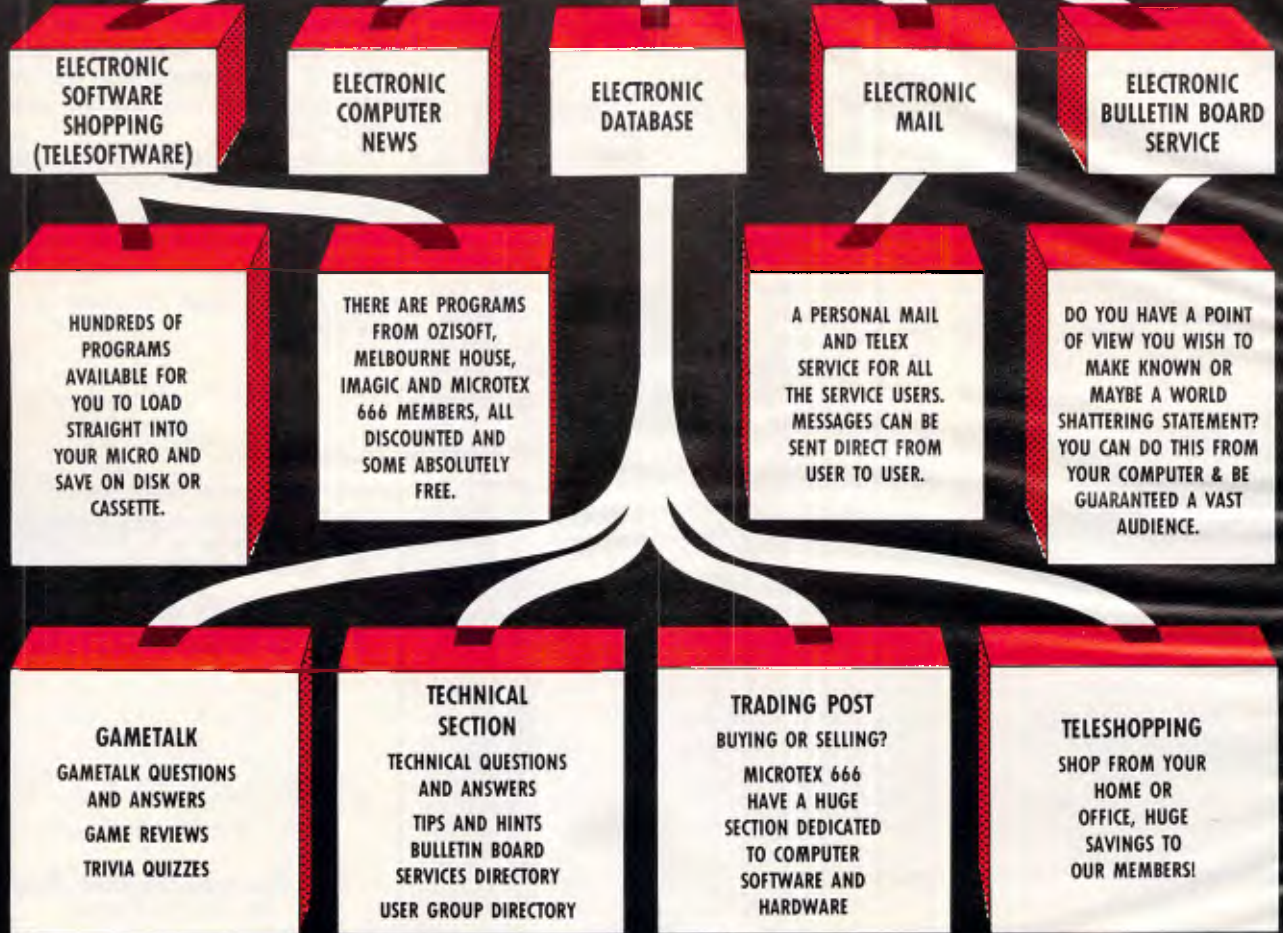 ELECTRONIC
SOFTWARE
SHOPPING
(TELESOFTWARE)
ELECTRONIC
COMPUTER
NEWS
ELECTRONIC
DATABASE
ELECTRONIC
MAIL
ELECTRONIC
BULLETIN BOARD
SERVICE
HUNDREDS OF
PROGRAMS
AVAILABLE FOR
YOU TO LOAD
STRAIGHT INTO
YOUR MICRO AND
SAVE ON DISK OR
CASSETTE.
THERE ARE PROGRAMS
FROM OZISOFT,
MELBOURNE HOUSE,
IMAGIC AND MICROTEX
666 MEMBERS, ALL
DISCOUNTED AND
SOME ABSOLUTELY
FREE.
A PERSONAL MAIL
AND TELEX
SERVICE FOR ALL
THE SERVICE USERS.
MESSAGES CAN BE
SENT DIRECT FROM
USER TO USER.
DO YOU HAVE A POINT
OF VIEW YOU WISH TO
MAKE KNOWN OR
MAYBE A WORLD
SHATTERING STATEMENT?
YOU CAN DO THIS FROM
YOUR COMPUTER & BE
GUARANTEED A VAST
AUDIENCE.
GAMETALK
GAMETALK QUESTIONS
AND ANSWERS
GAME REVIEWS
TRIVIA QUIZZES
TECHNICAL
SECTION
TECHNICAL QUESTIONS
AND ANSWERS
TIPS AND HINTS
BULLETIN BOARD
SERVICES DIRECTORY
USER GROUP DIRECTORY
TRADING POST
BUYING OR SELLING?
MICROTEX 666
HAVE A HUGE
SECTION DEDICATED
TO COMPUTER
SOFTWARE AND
HARDWARE
TELESHOPPING
SHOP FROM YOUR
HOME OR
OFFICE, HUGE
SAVINGS TO
OUR MEMBERS!